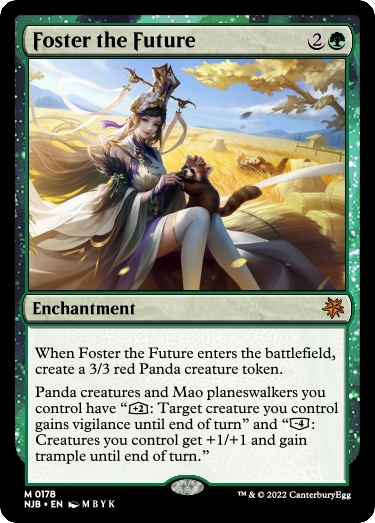 Foster the Future 2
Enchantment
When Foster the Future enters the battlefield,
create a 3/3 red Panda creature token.
Panda creatures and Mao planeswalkers you
control have “+2: Target creature you control
gains vigilance until end of turn” and “-4:
Creatures you control get +1/+1 and gain
trample until end of turn.”
M 0178
NJB • EN MBYK
™ & © 2022 CanterburyEgg